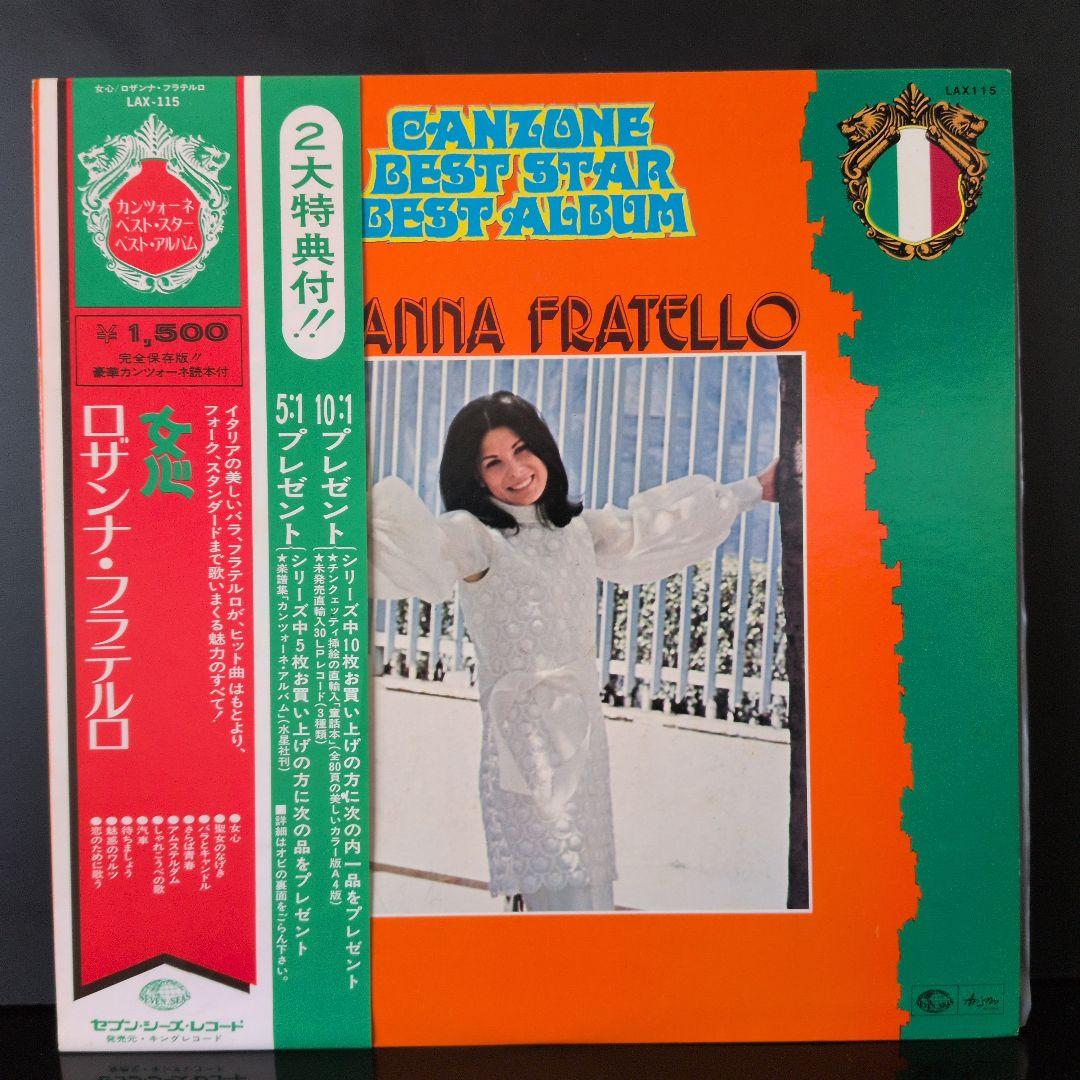 女心/ロザンナ・フラテルロ
LAX-115
カンツォーネ
ベスト・スター
ベスト・アルバム
¥1,500
完全保存版!!
豪華カンツォーネ読本付
イタリアの美しいバラ、フラテルロが、ヒット曲はもとより、
フォーク、スタンダードまで歌いまくる魅力のすべて!
女心
ロザンナ・フラテルロ
●女心
●聖女のなげき
●バラとキャンドル
●さらば青春
●アムステルダム
●しゃれこうべの歌
●汽車
●待ちましょう
●魅惑のワルツ
●恋のために歌う
SEVEN SEAS
セブン・シーズ・レコード
発売元・キングレコード
2大特典付!!
10:1プレゼント
シリーズ中10枚お買い上げの方に次の内一品をプレゼント
★チンクェッティ挿絵の直輸入「童話本」(全80頁の美しいカラー版A4版)
★未発売直輸入30LPレコード(3種類)
5:1プレゼント
シリーズ中5枚お買い上げの方に次の品をプレゼント
★楽譜集「カンツォーネ・アルバム」(水星社刊)
■詳細はオビの裏面をごらん下さい。
CANZONE
BEST STAR
BEST ALBUM
ANNA FRATELLO
LAX115
SEVEN SEAS